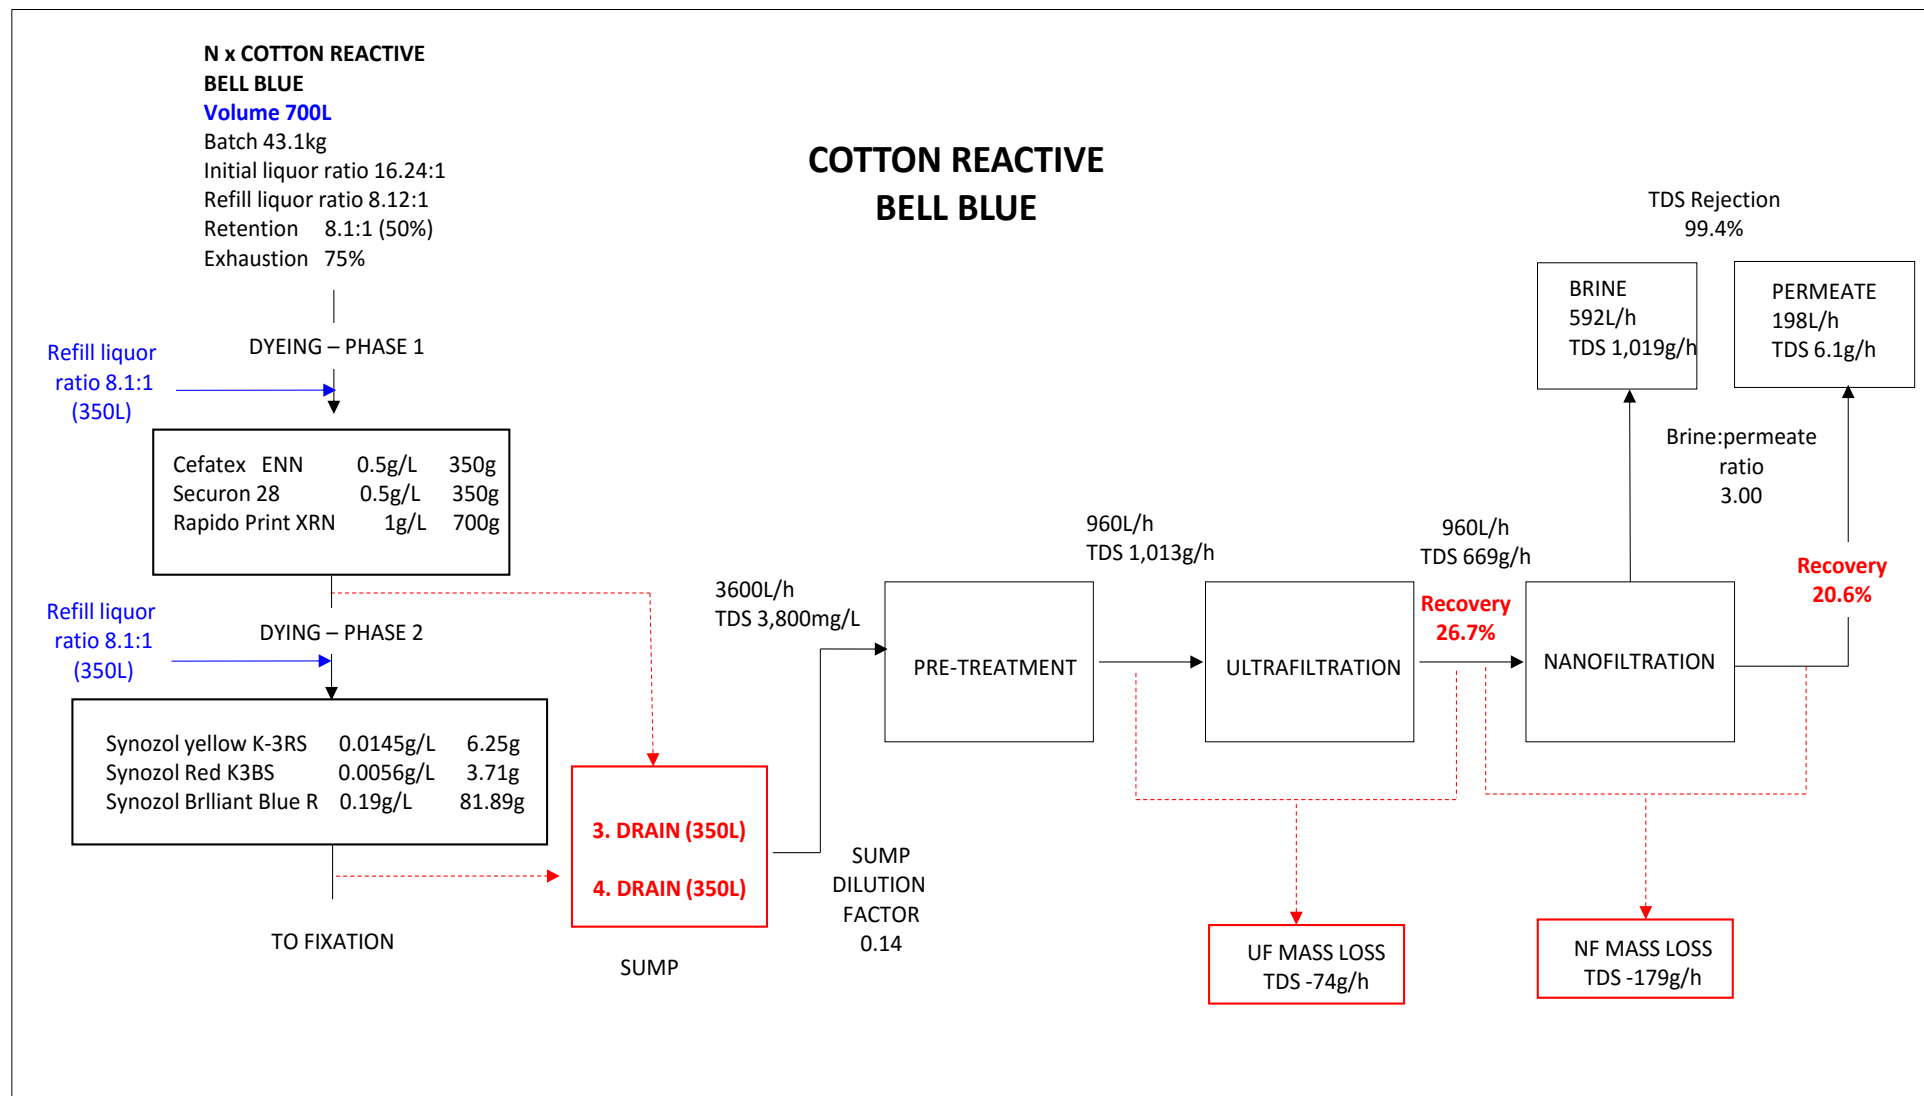 N x COTTON REACTIVE
BELL BLUE
Volume 700L
Batch 43.1kg
Initial liquor ratio 16.24:1
Refill liquor ratio 8.12:1
Retention 8.1:1 (50%)
Exhaustion 75%
COTTON REACTIVE
BELL BLUE
DYEING – PHASE 1
Refill liquor
ratio 8.1:1
(350L)
Cefatex ENN 0.5g/L 350g
Securon 28 0.5g/L 350g
Rapido Print XRN 1g/L 700g
Refill liquor
ratio 8.1:1
(350L)
DYING – PHASE 2
Synozol yellow K-3RS 0.0145g/L 6.25g
Synozol Red K3BS 0.0056g/L 3.71g
Synozol Brlliant Blue R 0.19g/L 81.89g
TO FIXATION
3. DRAIN (350L)
4. DRAIN (350L)
SUMP
SUMP
DILUTION
FACTOR
0.14
3600L/h
TDS 3,800mg/L
PRE-TREATMENT
960L/h
TDS 1,013g/h
ULTRAFILTRATION
960L/h
TDS 669g/h
Recovery
26.7%
NANOFILTRATION
UF MASS LOSS
TDS -74g/h
NF MASS LOSS
TDS -179g/h
TDS Rejection
99.4%
BRINE
592L/h
TDS 1,019g/h
PERMEATE
198L/h
TDS 6.1g/h
Brine:permeate
ratio
3.00
Recovery
20.6%